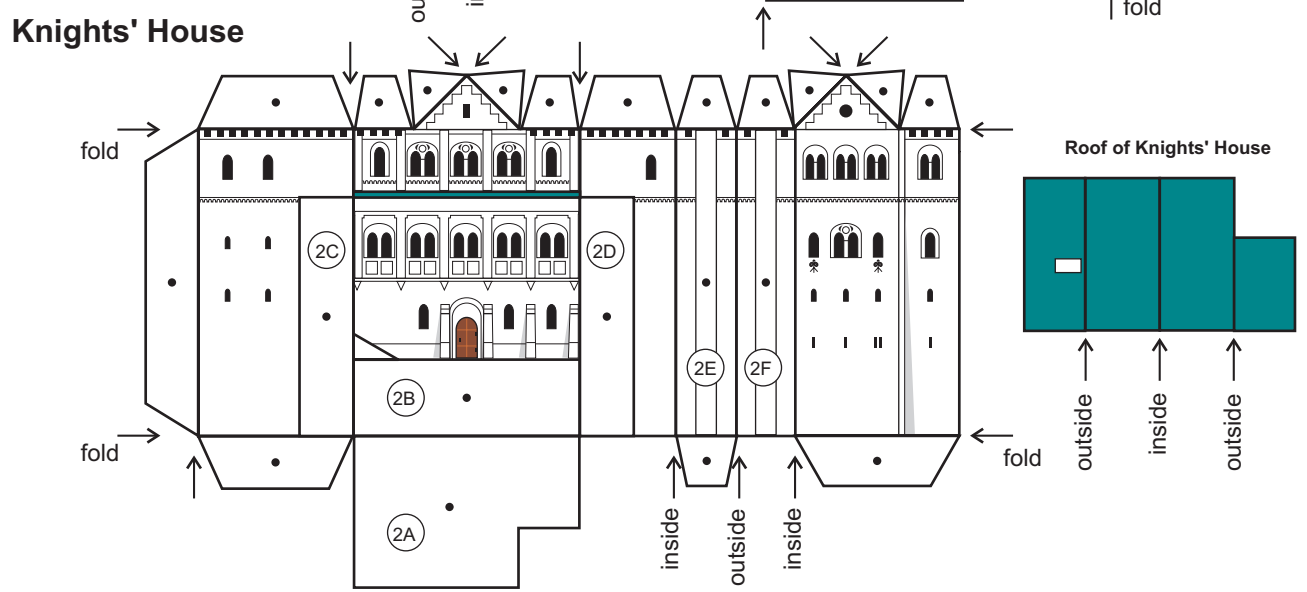 fold
Knights' House
fold
Roof of Knights' House
2C
2D
2E
2F
2B
fold
fold
2A
inside
outside
inside
outside
inside
outside